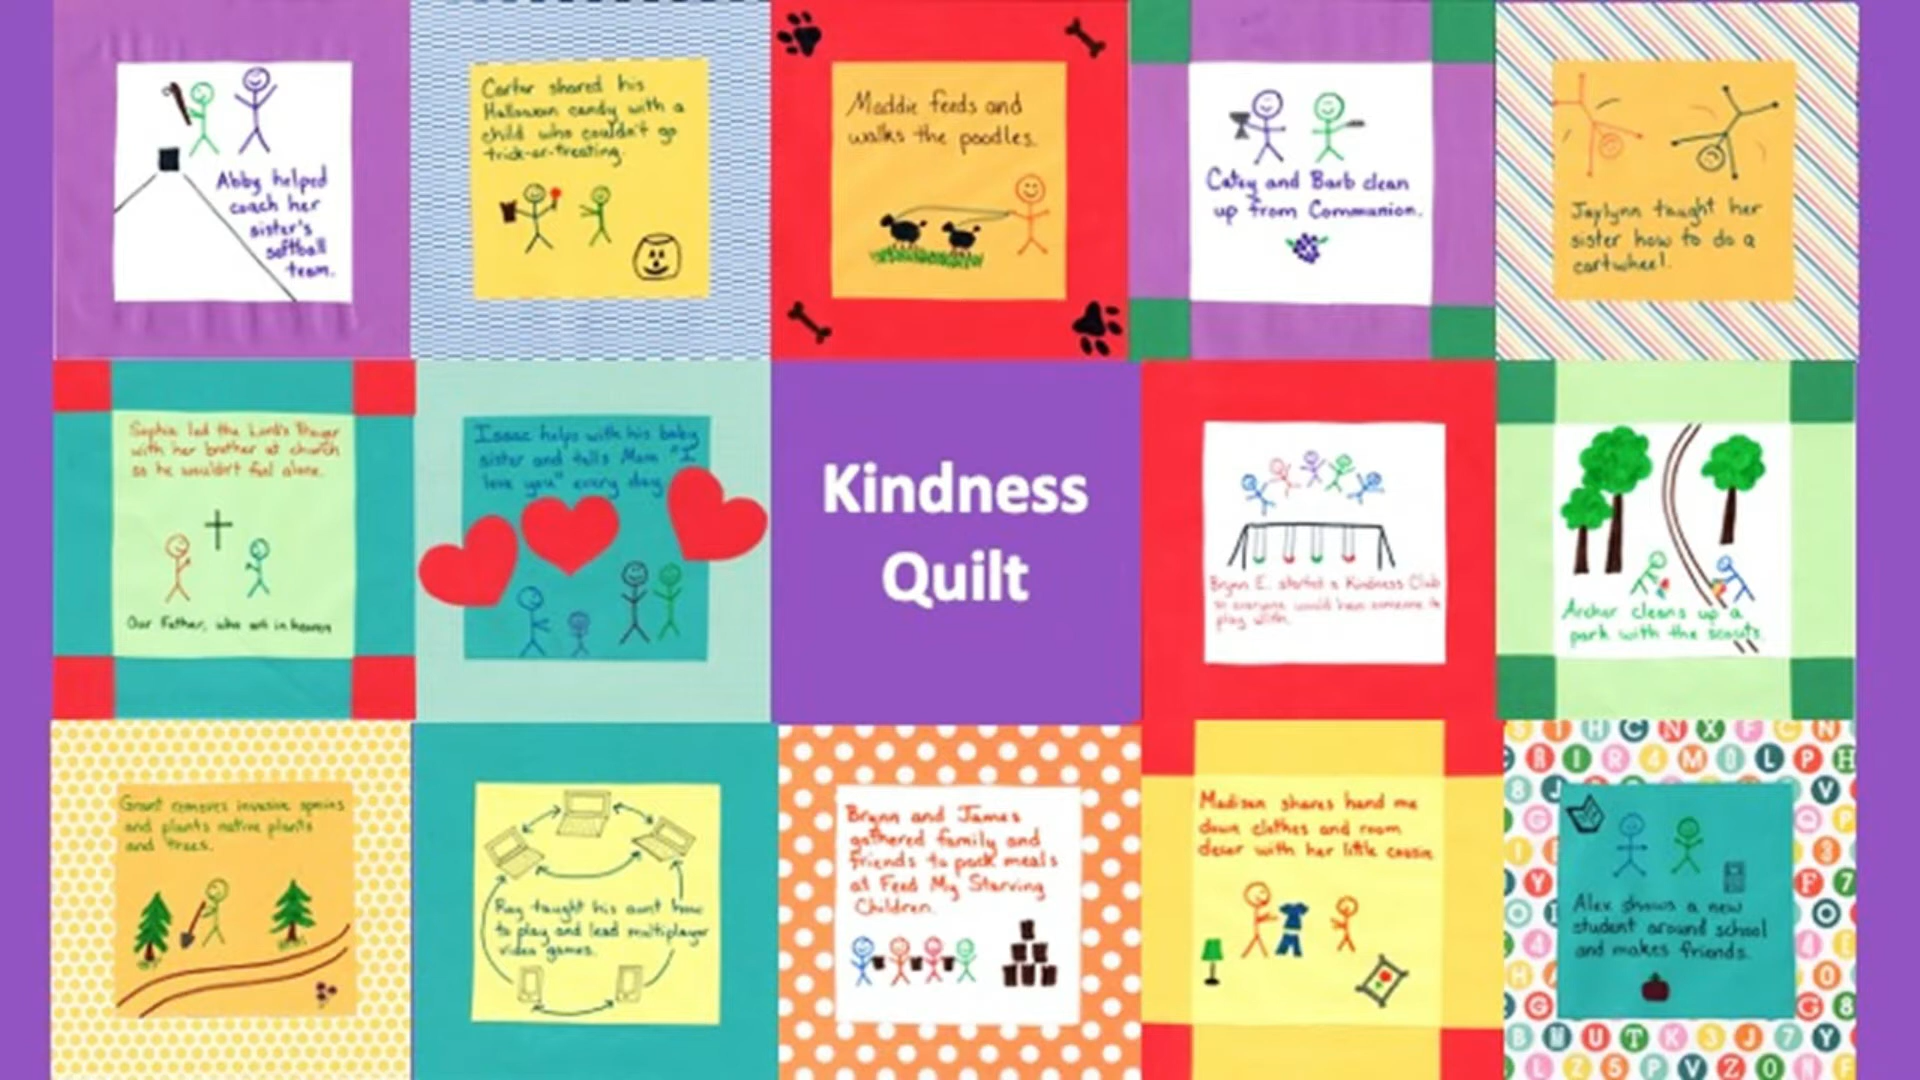 Abby helped
coach her
sister's
softball
team.
Carter shared his
Halloween candy with a
child who couldn't go
trick-or-treating.
Maddie feeds and
walks the poodles.
Catey and Barb clean
up from Communion.
Jaylynn taught her
sister how to do a
cartwheel.
Sophia led the Lord's Prayer
with her brother at church
so he wouldn't feel alone.
Our Father, who art in heaven
Isaac helps with his baby
sister and tells Mom "I
love you" every day.
Kindness
Quilt
Brynn E. started a Kindness Club
so everyone would have someone to
play with.
Archer cleans up a
park with the scouts.
Grant removes invasive species
and plants native plants
and trees.
Ray taught his aunt how
to play and lead multiplayer
video games.
Brynn and James
gathered family and
friends to pack meals
at Feed My Starving
Children.
Madison shares hand me
down clothes and room
decor with her little cousin
Alex shows a new
student around school
and makes friends.